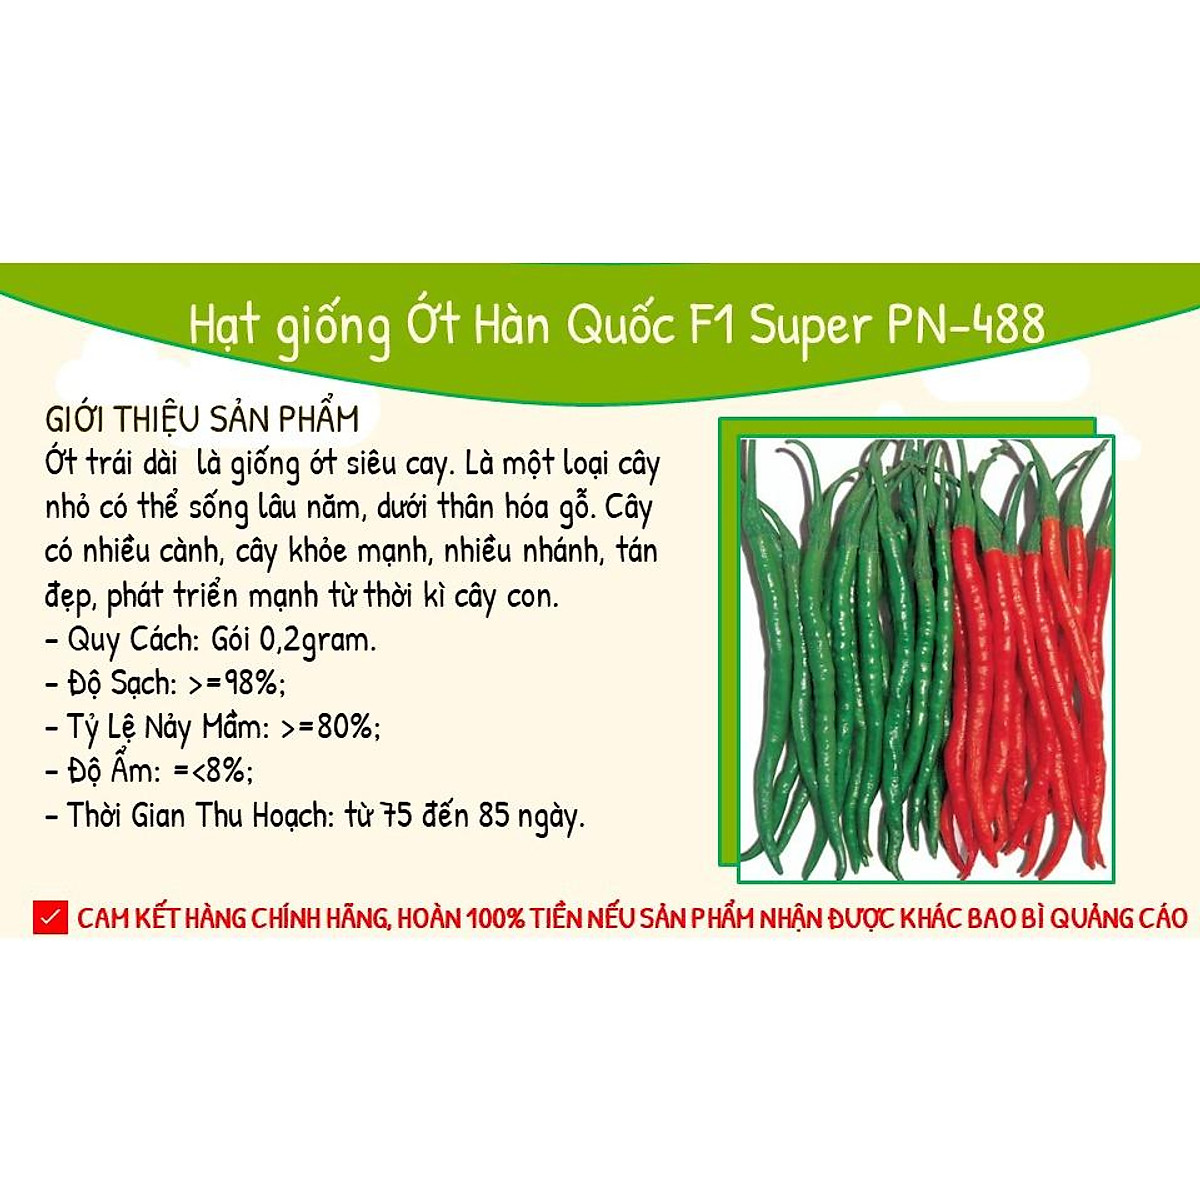 Hạt giống Ớt Hàn Quốc F1 Super PN-488
GIỚI THIỆU SẢN PHẨM
Ớt trái dài là giống ớt siêu cay. Là một loại cây
nhỏ có thể sống lâu năm, dưới thân hóa gỗ. Cây
có nhiều cành, cây khỏe mạnh, nhiều nhánh, tán
đẹp, phát triển mạnh từ thời kì cây con.
- Quy Cách: Gói 0,2gram.
- Độ Sạch: >=98%;
- Tỷ Lệ Nảy Mầm: >=80%;
- Độ Ẩm: =<8%;
- Thời Gian Thu Hoạch: từ 75 đến 85 ngày.
CAM KẾT HÀNG CHÍNH HÃNG, HOÀN 100% TIỀN NẾU SẢN PHẨM NHẬN ĐƯỢC KHÁC BAO BÌ QUẢNG CÁO